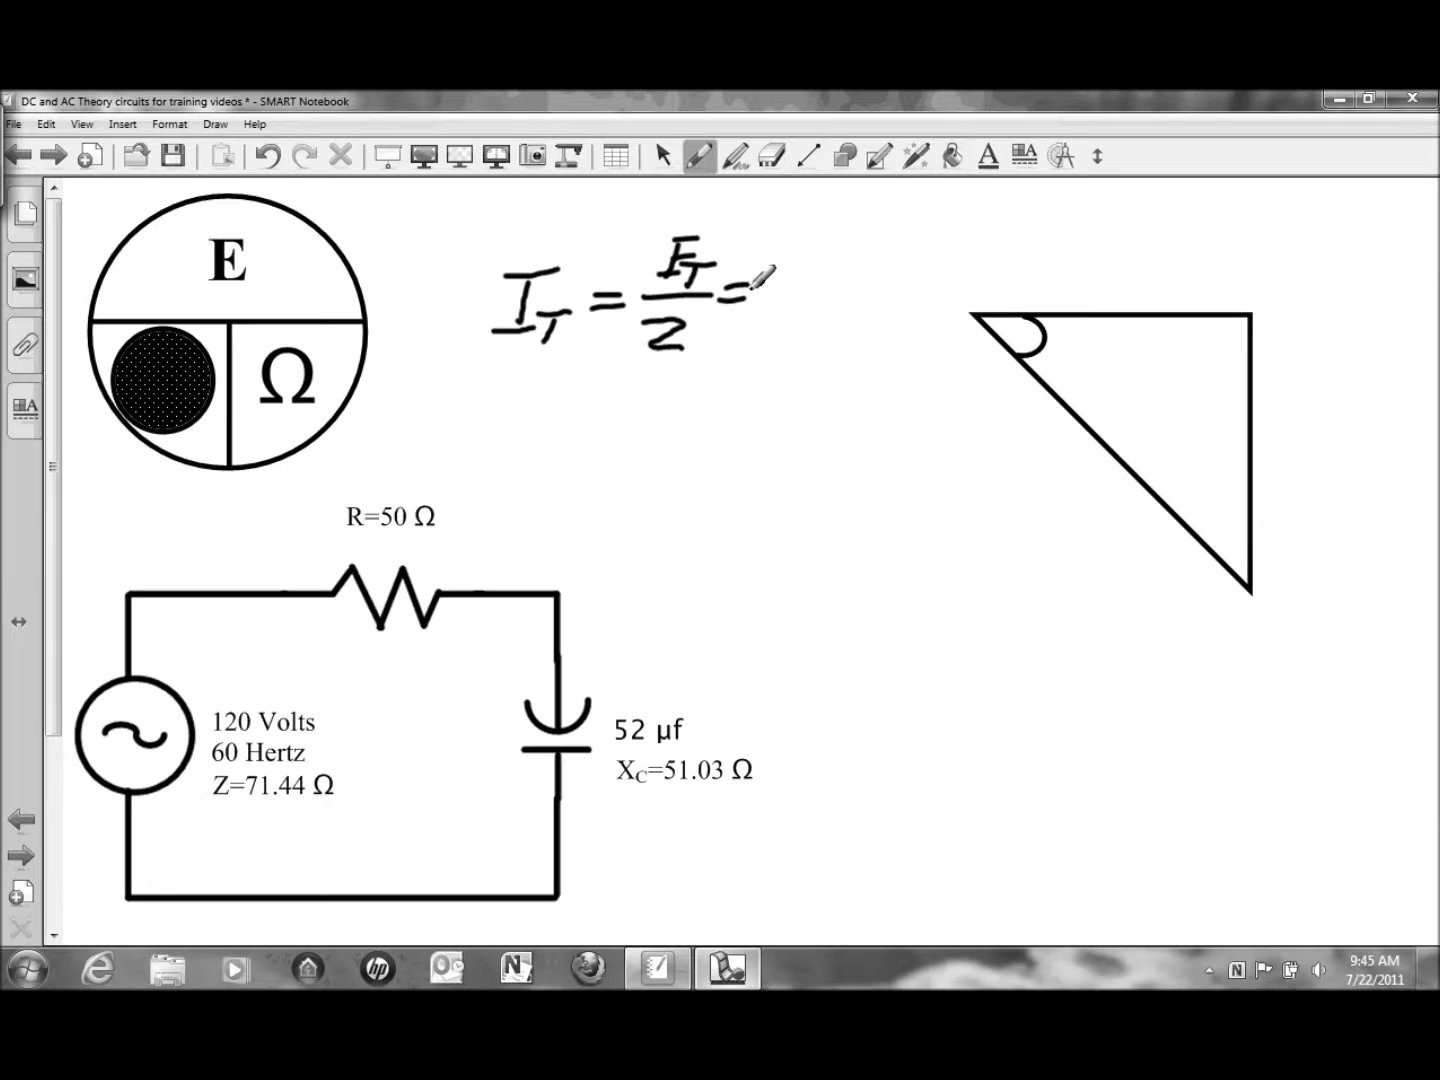 DC and AC Theory circuits for training videos * - SMART Notebook
File Edit View Insert Format Draw Help
E
Ω
I_T = E_T/Z =
R=50 Ω
120 Volts
60 Hertz
Z=71.44 Ω
52 µf
X_C=51.03 Ω
9:45 AM
7/22/2011